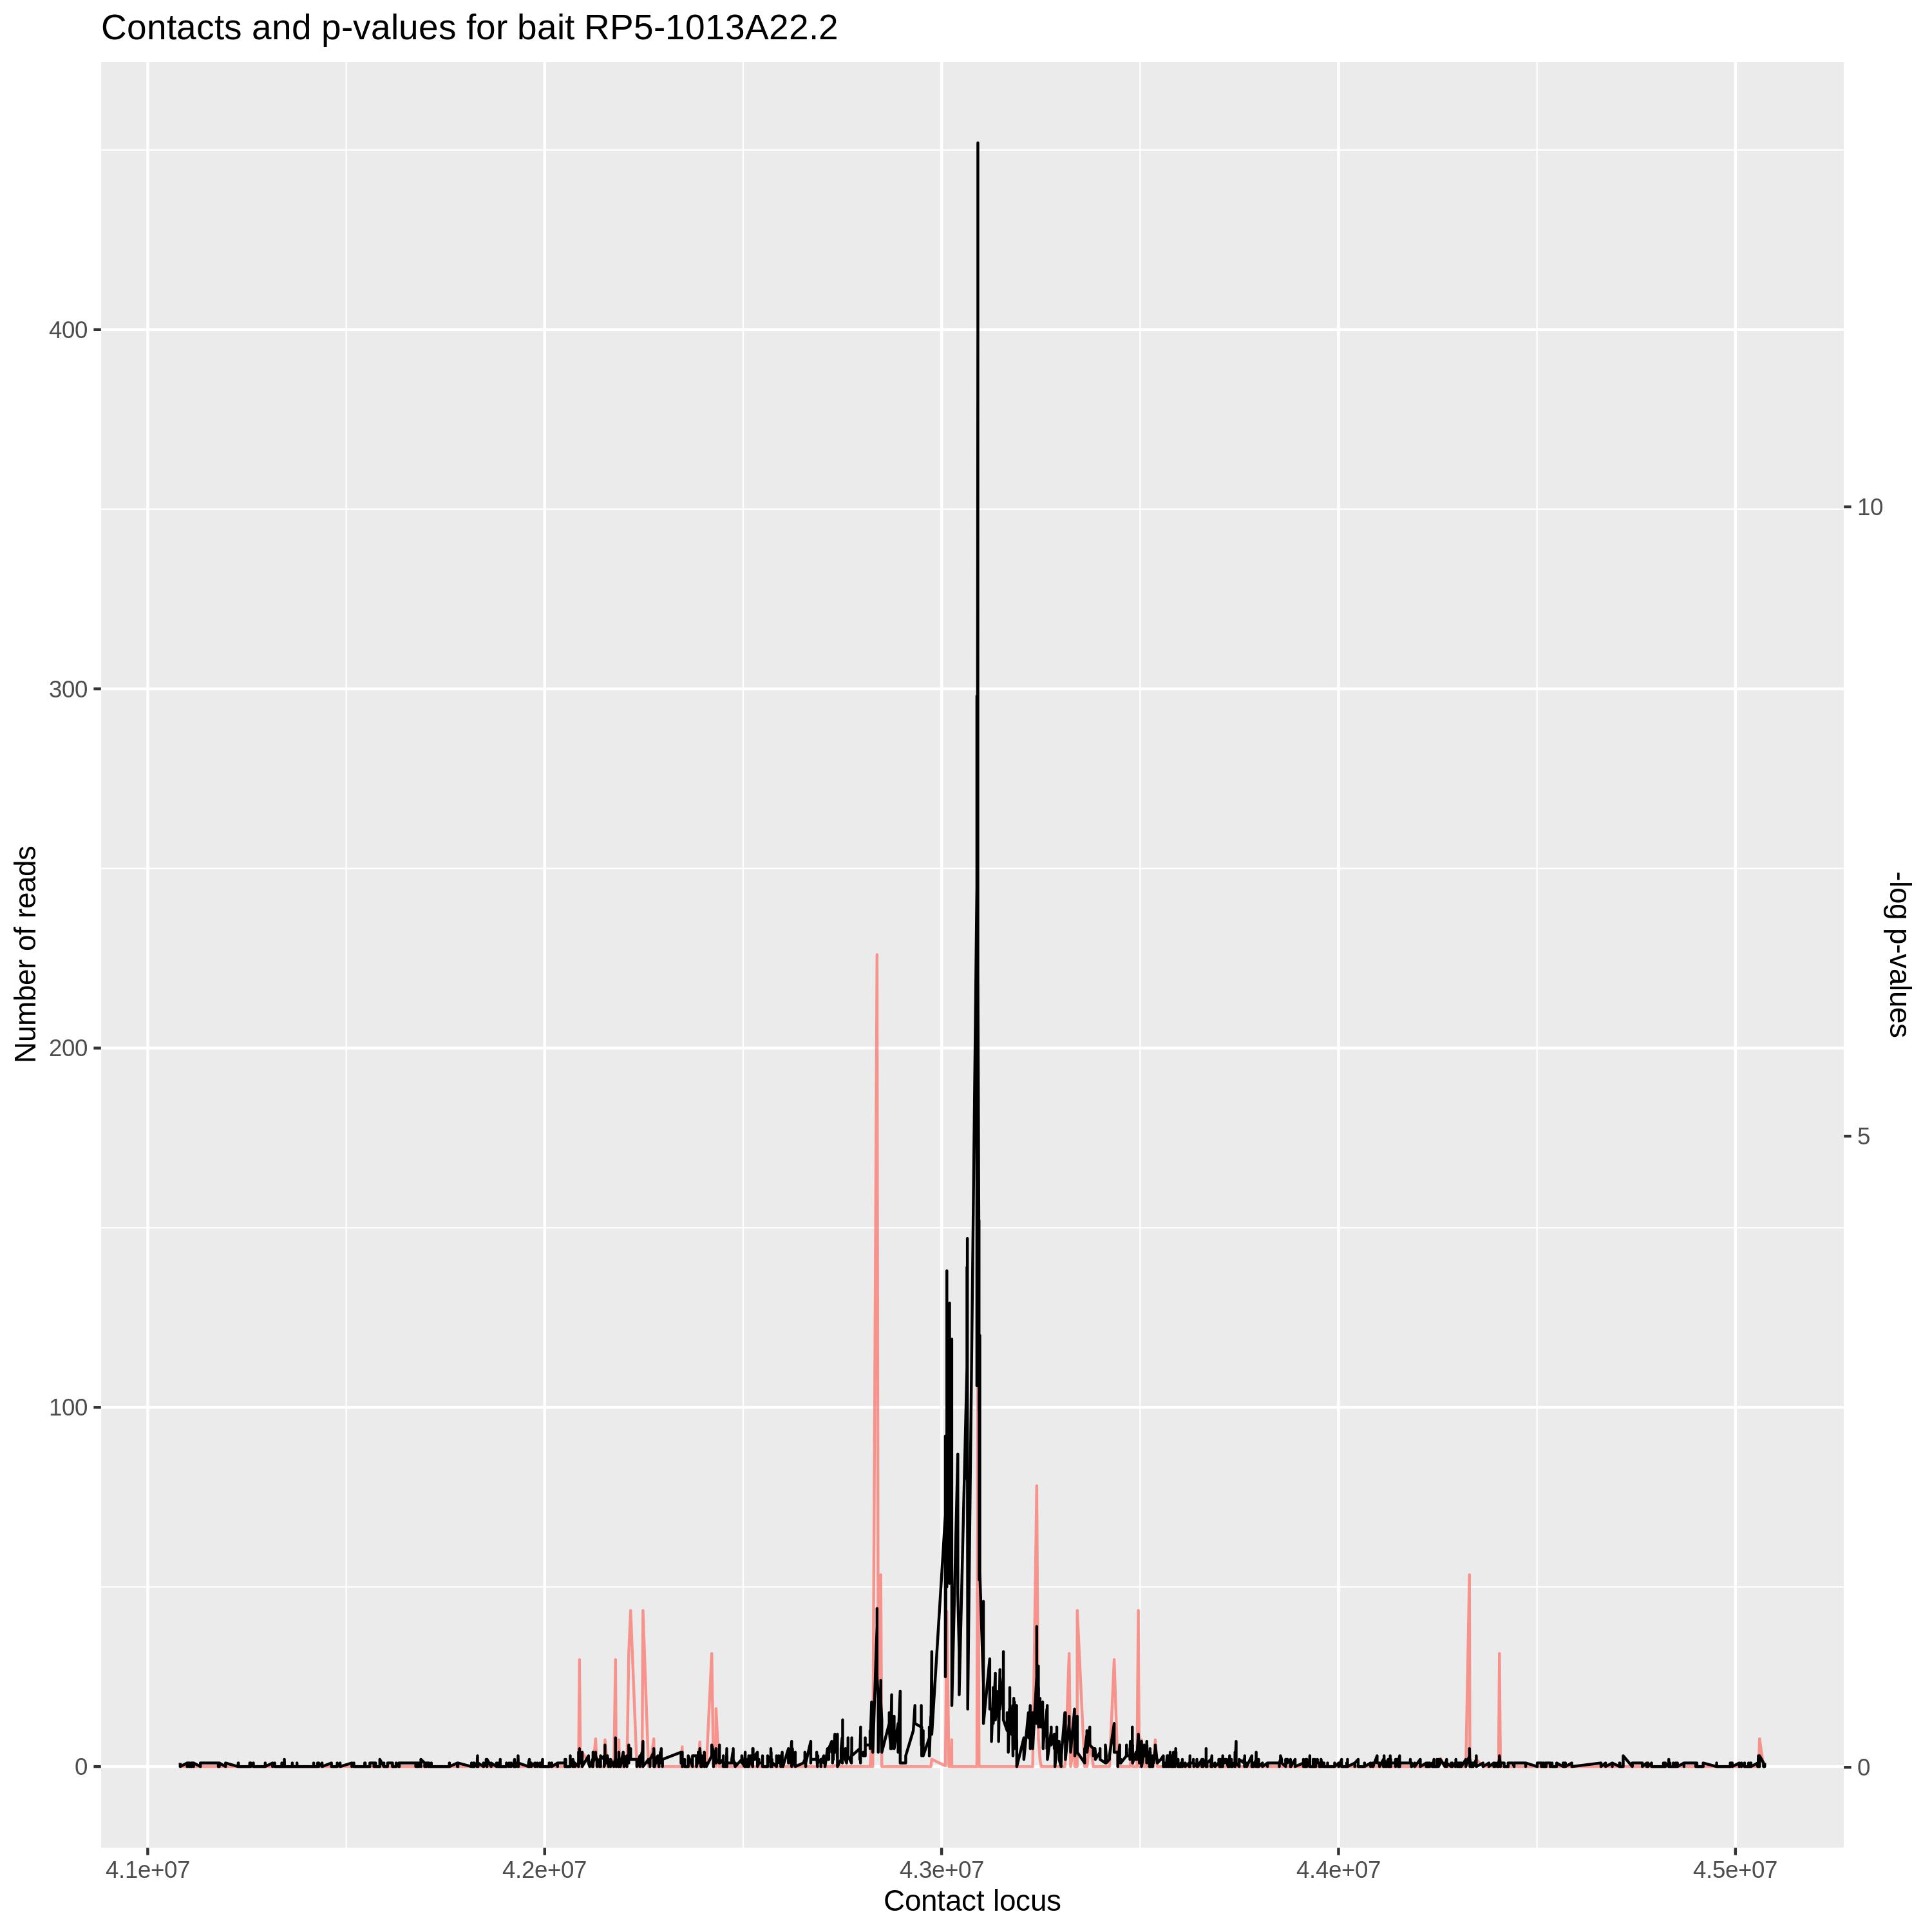 Contacts and p-values for bait RP5-1013A22.2
Number of reads
400
300
200
100
0
10
5
0
-log p-values
4.1e+07
4.2e+07
4.3e+07
4.4e+07
4.5e+07
Contact locus